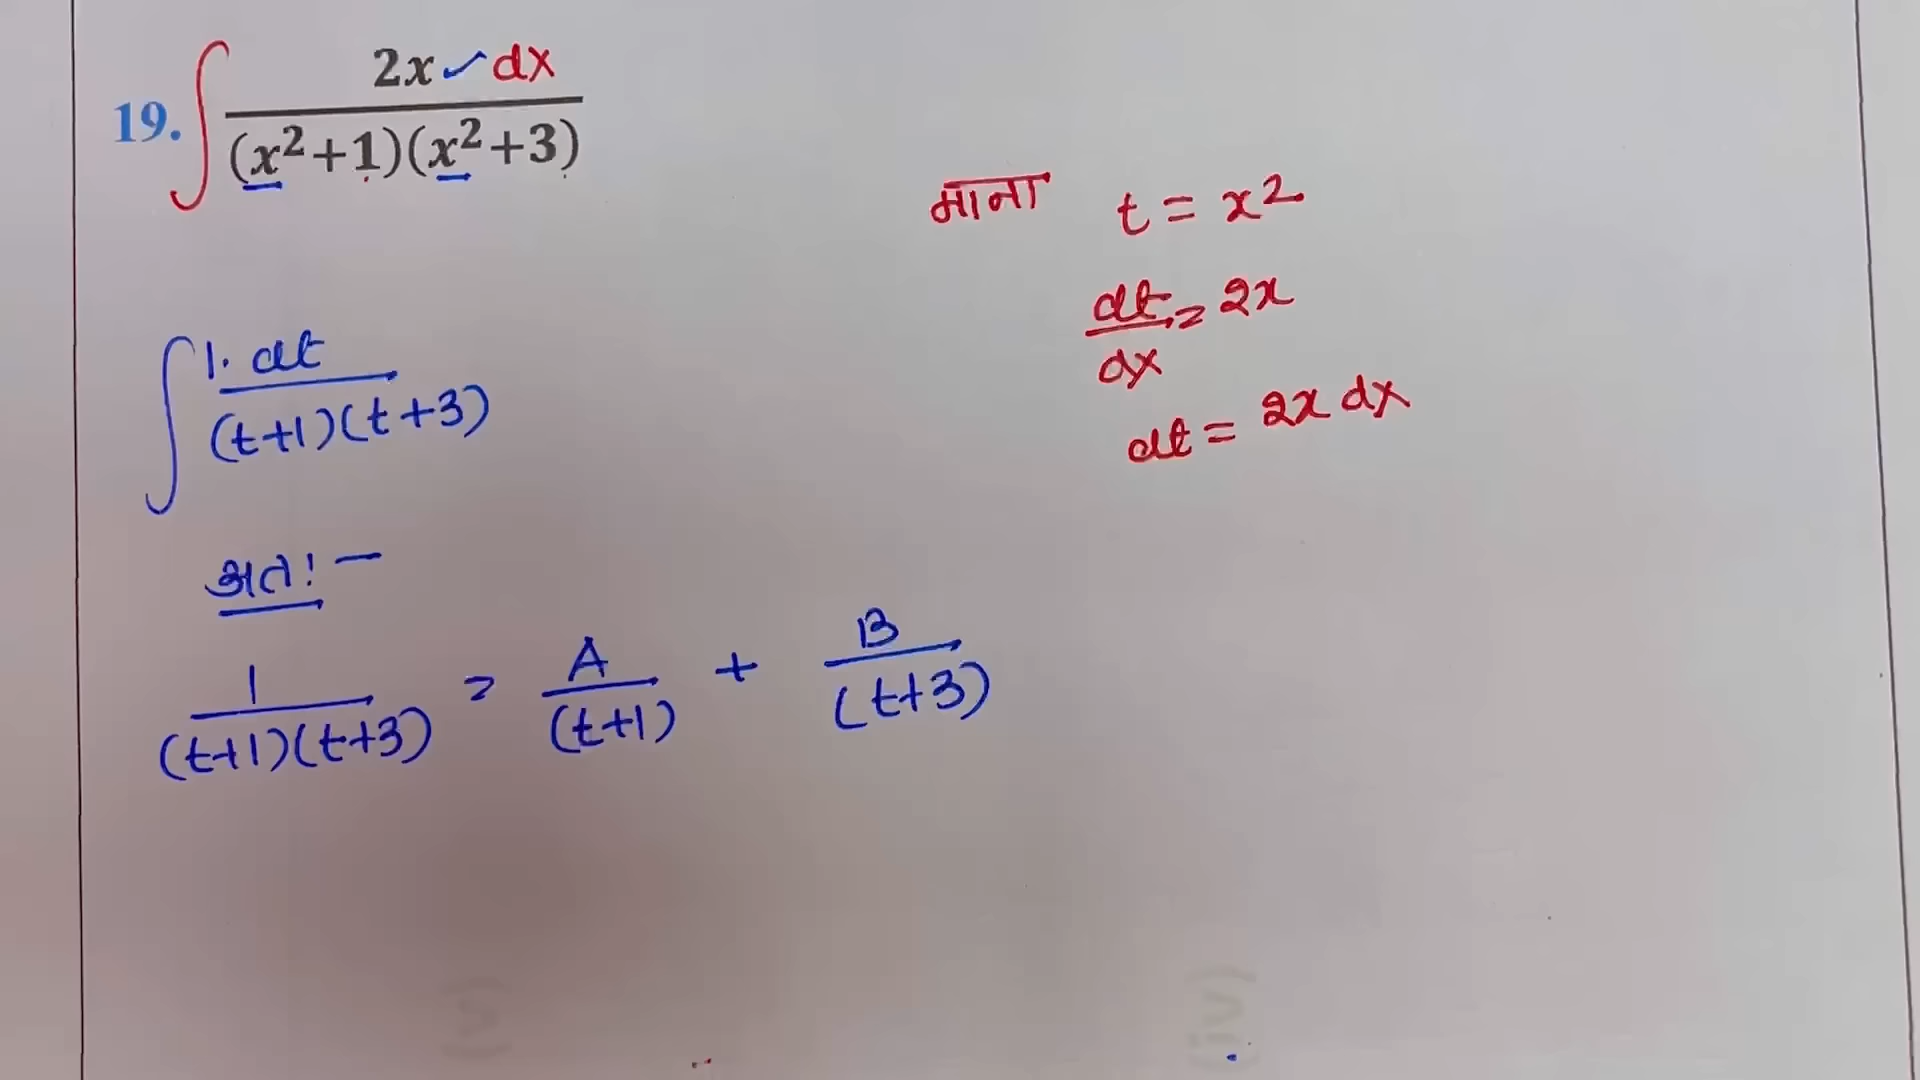 19. ∫ 2x dx / (x²+1)(x²+3)
माना t = x²
dt/dx = 2x
dt = 2x dx
∫ 1. dt / (t+1)(t+3)
अत! —
1 / (t+1)(t+3) = A / (t+1) + B / (t+3)
(iv)